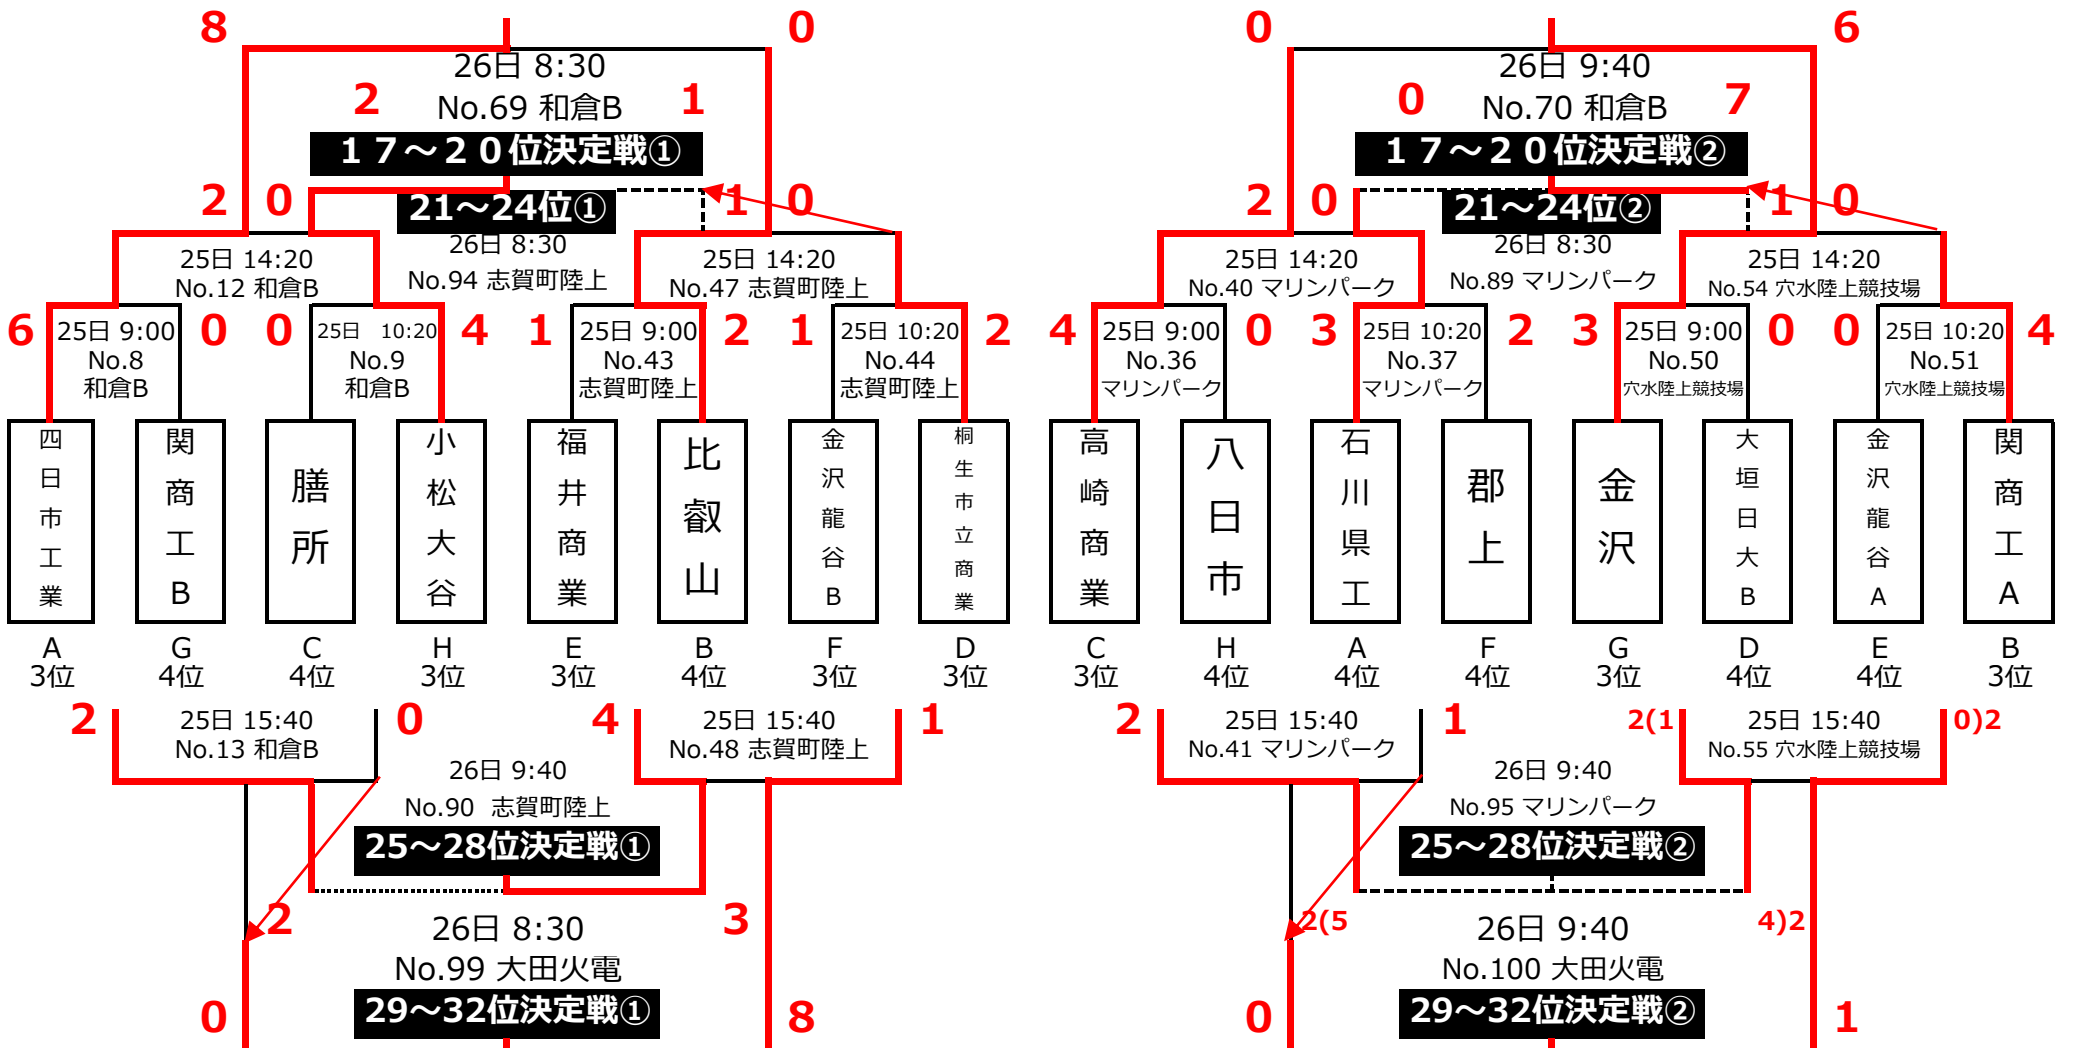 8 0 0 6
26日 8:30 26日 9:40
2 No.69 和倉B 1 0 No.70 和倉B 7
１７～２０位決定戦① １７～２０位決定戦②
2 0 21～24位① 1 0 2 0 21～24位② 1 0
26日 8:30 26日 8:30
25日 14:20 No.94 志賀町陸上 25日 14:20 25日 14:20 No.89 マリンパーク 25日 14:20
No.12 和倉B No.47 志賀町陸上 No.40 マリンパーク No.54 穴水陸上競技場
6 25日 9:00 0 0 25日 10:20 4 1 25日 9:00 2 1 25日 10:20 2 4 25日 9:00 0 3 25日 10:20 2 3 25日 9:00 0 0 25日 10:20 4
No.8 No.9 No.43 No.44 No.36 No.37 No.50 No.51
和倉B 和倉B 志賀町陸上 志賀町陸上 マリンパーク マリンパーク 穴水陸上競技場 穴水陸上競技場
四日市工業
関商工B
膳所
小松大谷
福井商業
比叡山
金沢龍谷B
桐生市立商業
高崎商業
八日市
石川県工
郡上
金沢
大垣日大B
金沢龍谷A
関商工A
A G C H E B F D C H A F G D E B
3位 4位 4位 3位 3位 4位 3位 3位 3位 4位 4位 4位 3位 4位 4位 3位
2 25日 15:40 0 4 25日 15:40 1 2 25日 15:40 1 2(1 25日 15:40 0)2
No.13 和倉B No.48 志賀町陸上 No.41 マリンパーク No.55 穴水陸上競技場
26日 9:40 26日 9:40
No.90 志賀町陸上 No.95 マリンパーク
25～28位決定戦① 25～28位決定戦②
2 26日 8:30 3 2(5 26日 9:40 4)2
No.99 大田火電 No.100 大田火電
0 29～32位決定戦① 8 0 29～32位決定戦② 1